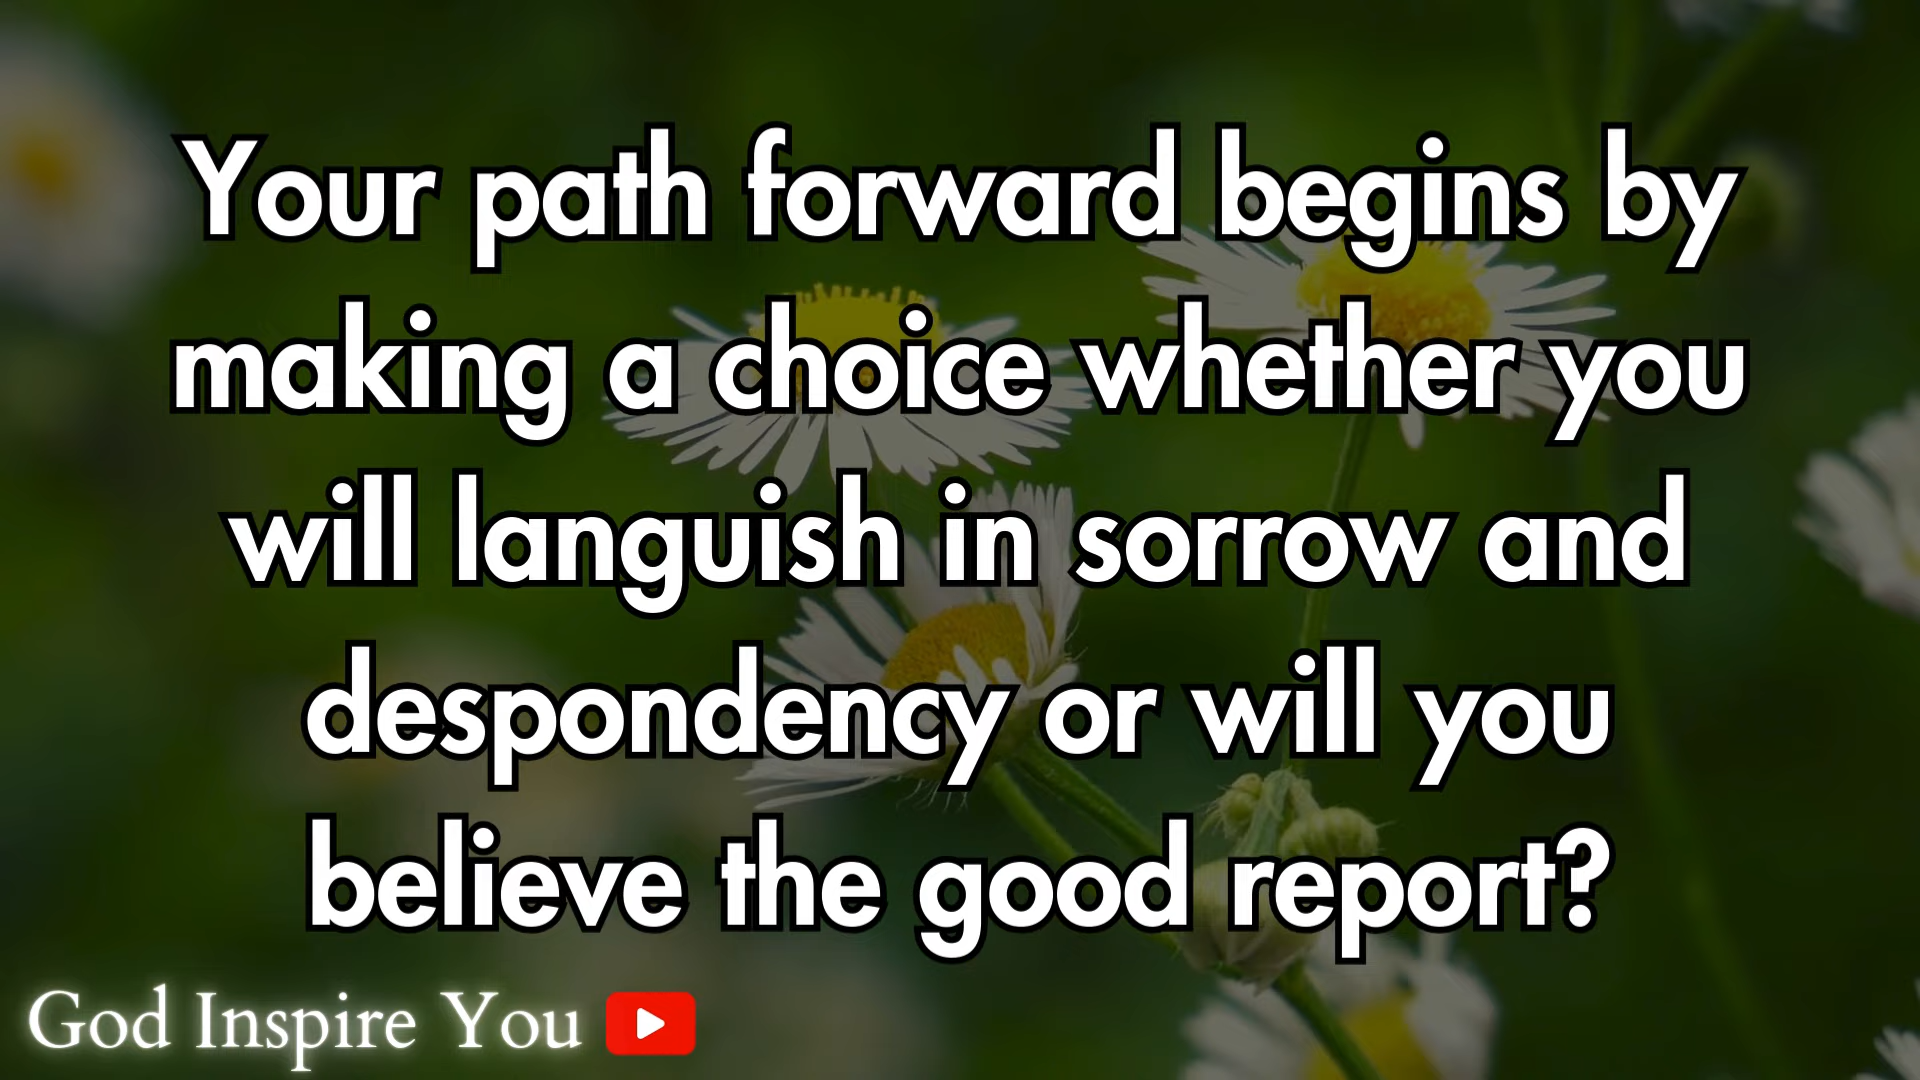 Your path forward begins by
making a choice whether you
will languish in sorrow and
despondency or will you
believe the good report?
God Inspire You